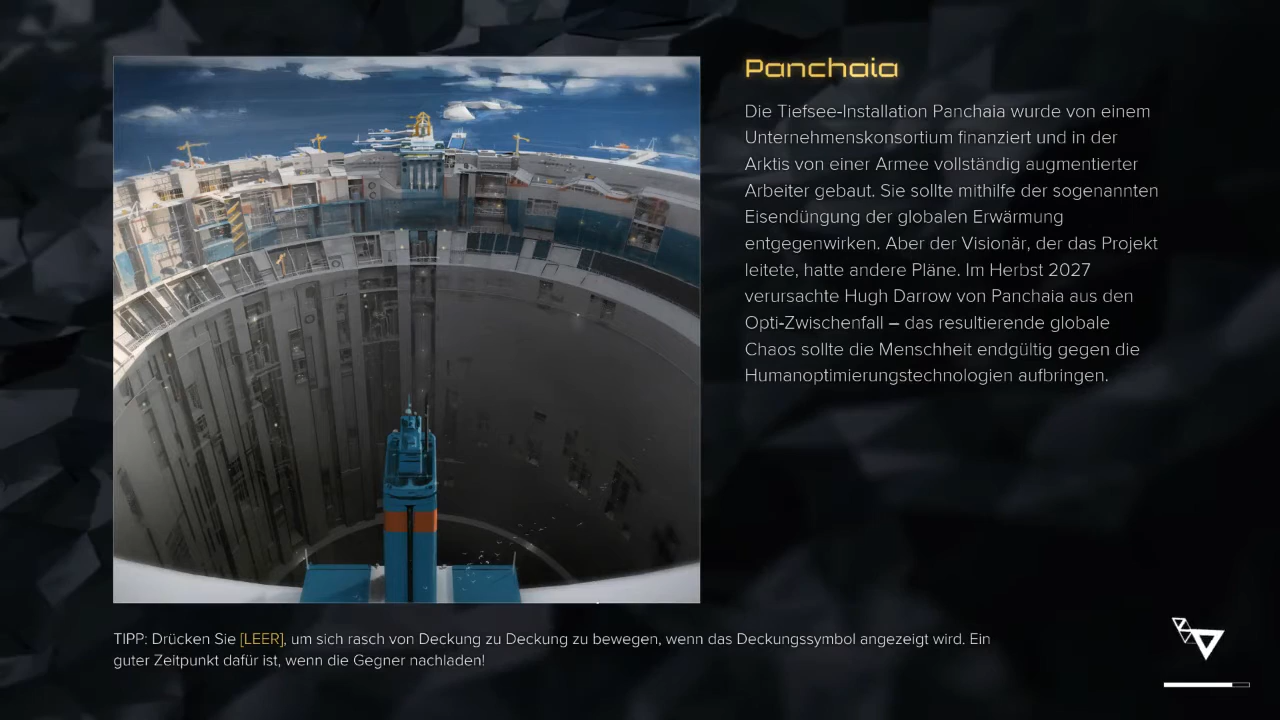 Panchaia
Die Tiefsee-Installation Panchaia wurde von einem
Unternehmenskonsortium finanziert und in der
Arktis von einer Armee vollständig augmentierter
Arbeiter gebaut. Sie sollte mithilfe der sogenannten
Eisendüngung der globalen Erwärmung
entgegenwirken. Aber der Visionär, der das Projekt
leitete, hatte andere Pläne. Im Herbst 2027
verursachte Hugh Darrow von Panchaia aus den
Opti-Zwischenfall – das resultierende globale
Chaos sollte die Menschheit endgültig gegen die
Humanoptimierungstechnologien aufbringen.
TIPP: Drücken Sie [LEER], um sich rasch von Deckung zu Deckung zu bewegen, wenn das Deckungssymbol angezeigt wird. Ein
guter Zeitpunkt dafür ist, wenn die Gegner nachladen!